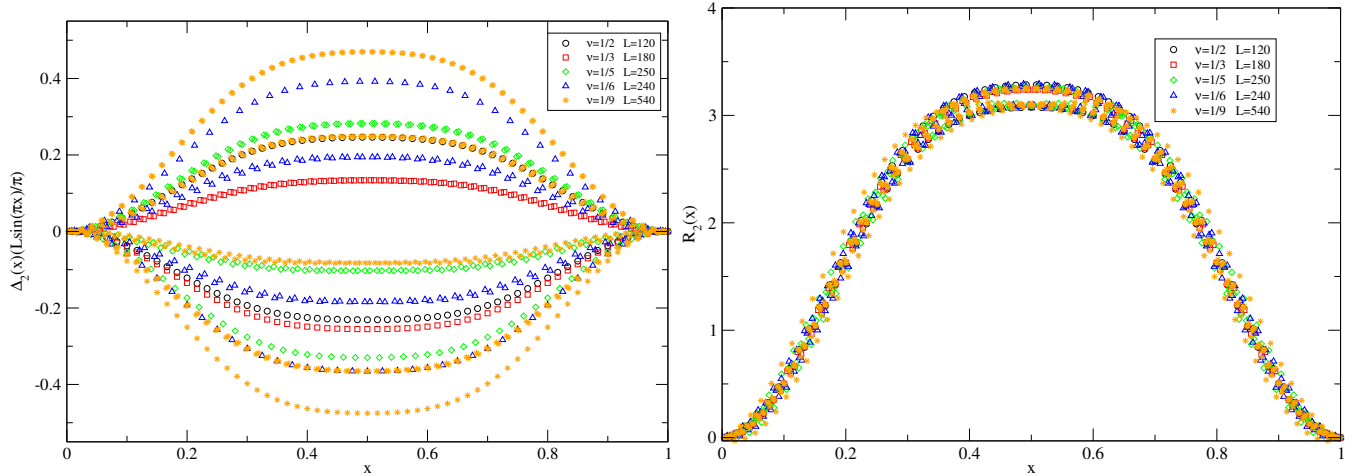 0.4
0.2
0
-0.2
-0.4
Δ₂(x)(Lsin(πx)/π)
ν=1/2 L=120
ν=1/3 L=180
ν=1/5 L=250
ν=1/6 L=240
ν=1/9 L=540
0 0.2 0.4 0.6 0.8 1
x
4
3
2
1
0
R₂(x)
ν=1/2 L=120
ν=1/3 L=180
ν=1/5 L=250
ν=1/6 L=240
ν=1/9 L=540
0 0.2 0.4 0.6 0.8 1
x